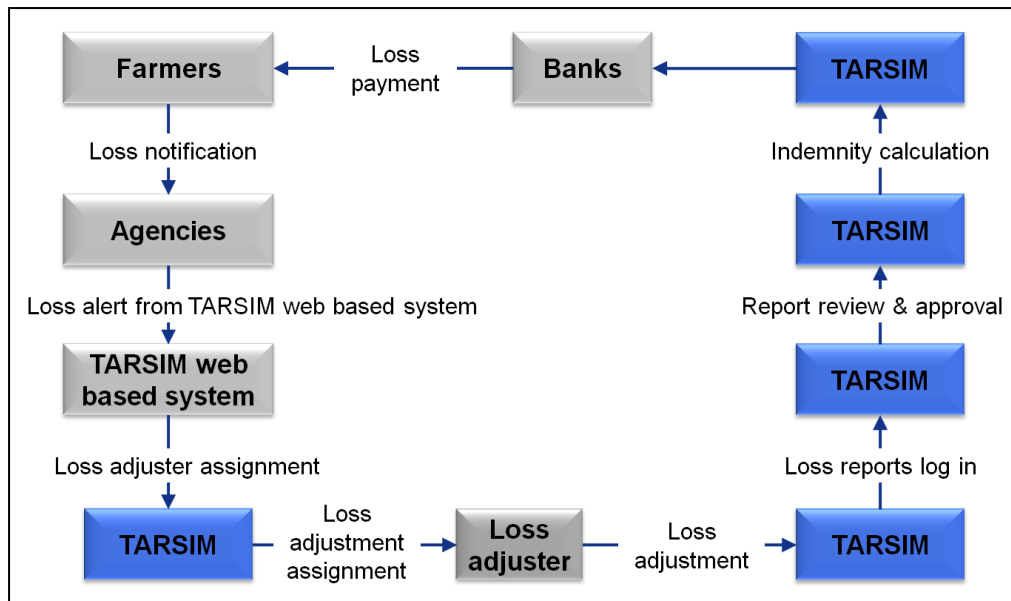 Farmers
Loss
payment
Banks
TARSIM
Loss notification
Indemnity calculation
Agencies
TARSIM
Loss alert from TARSIM web based system
Report review & approval
TARSIM web
based system
TARSIM
Loss adjuster assignment
Loss reports log in
TARSIM
Loss
adjustment
assignment
Loss
adjuster
Loss
adjustment
TARSIM